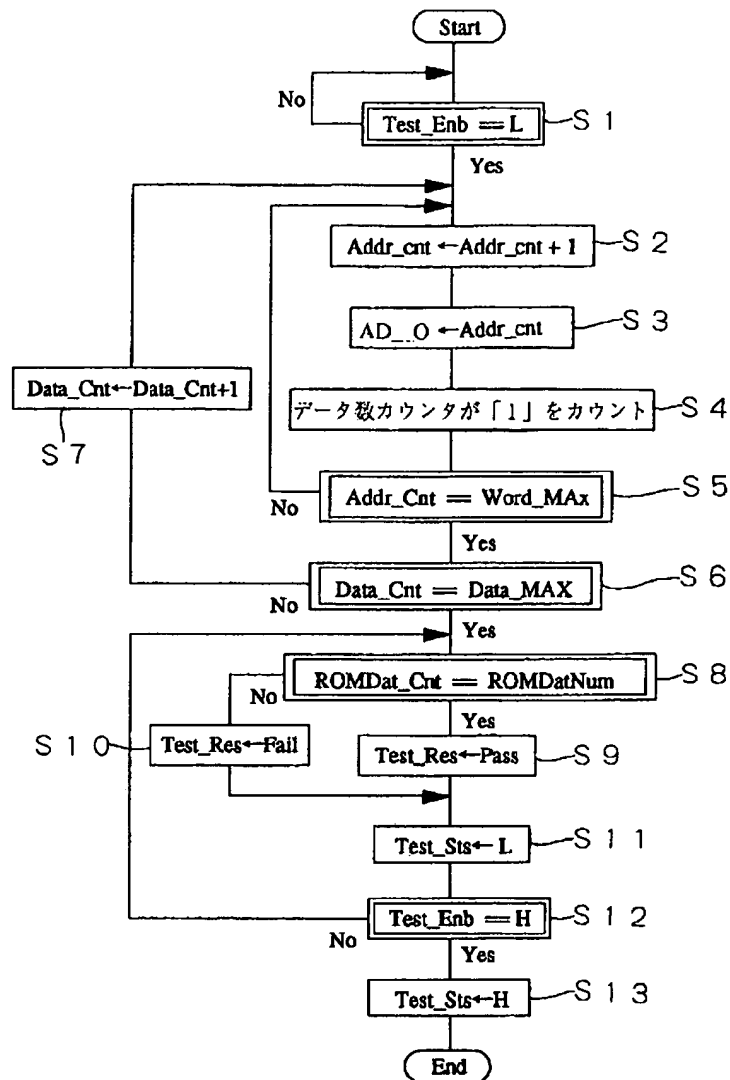 Start
No
Test_Enb == L
S 1
Yes
Addr_cnt ← Addr_cnt + 1
S 2
AD__O ← Addr_cnt
S 3
Data_Cnt←Data_Cnt+1
S 7
データ数カウンタが「1」をカウント
S 4
Addr_Cnt == Word_MAx
S 5
No
Yes
Data_Cnt == Data_MAX
S 6
No
Yes
ROMDat_Cnt == ROMDatNum
S 8
No
Yes
S 1 0
Test_Res←Fail
Test_Res←Pass
S 9
Test_Sts← L
S 1 1
Test_Enb == H
S 1 2
No
Yes
Test_Sts←H
S 1 3
End